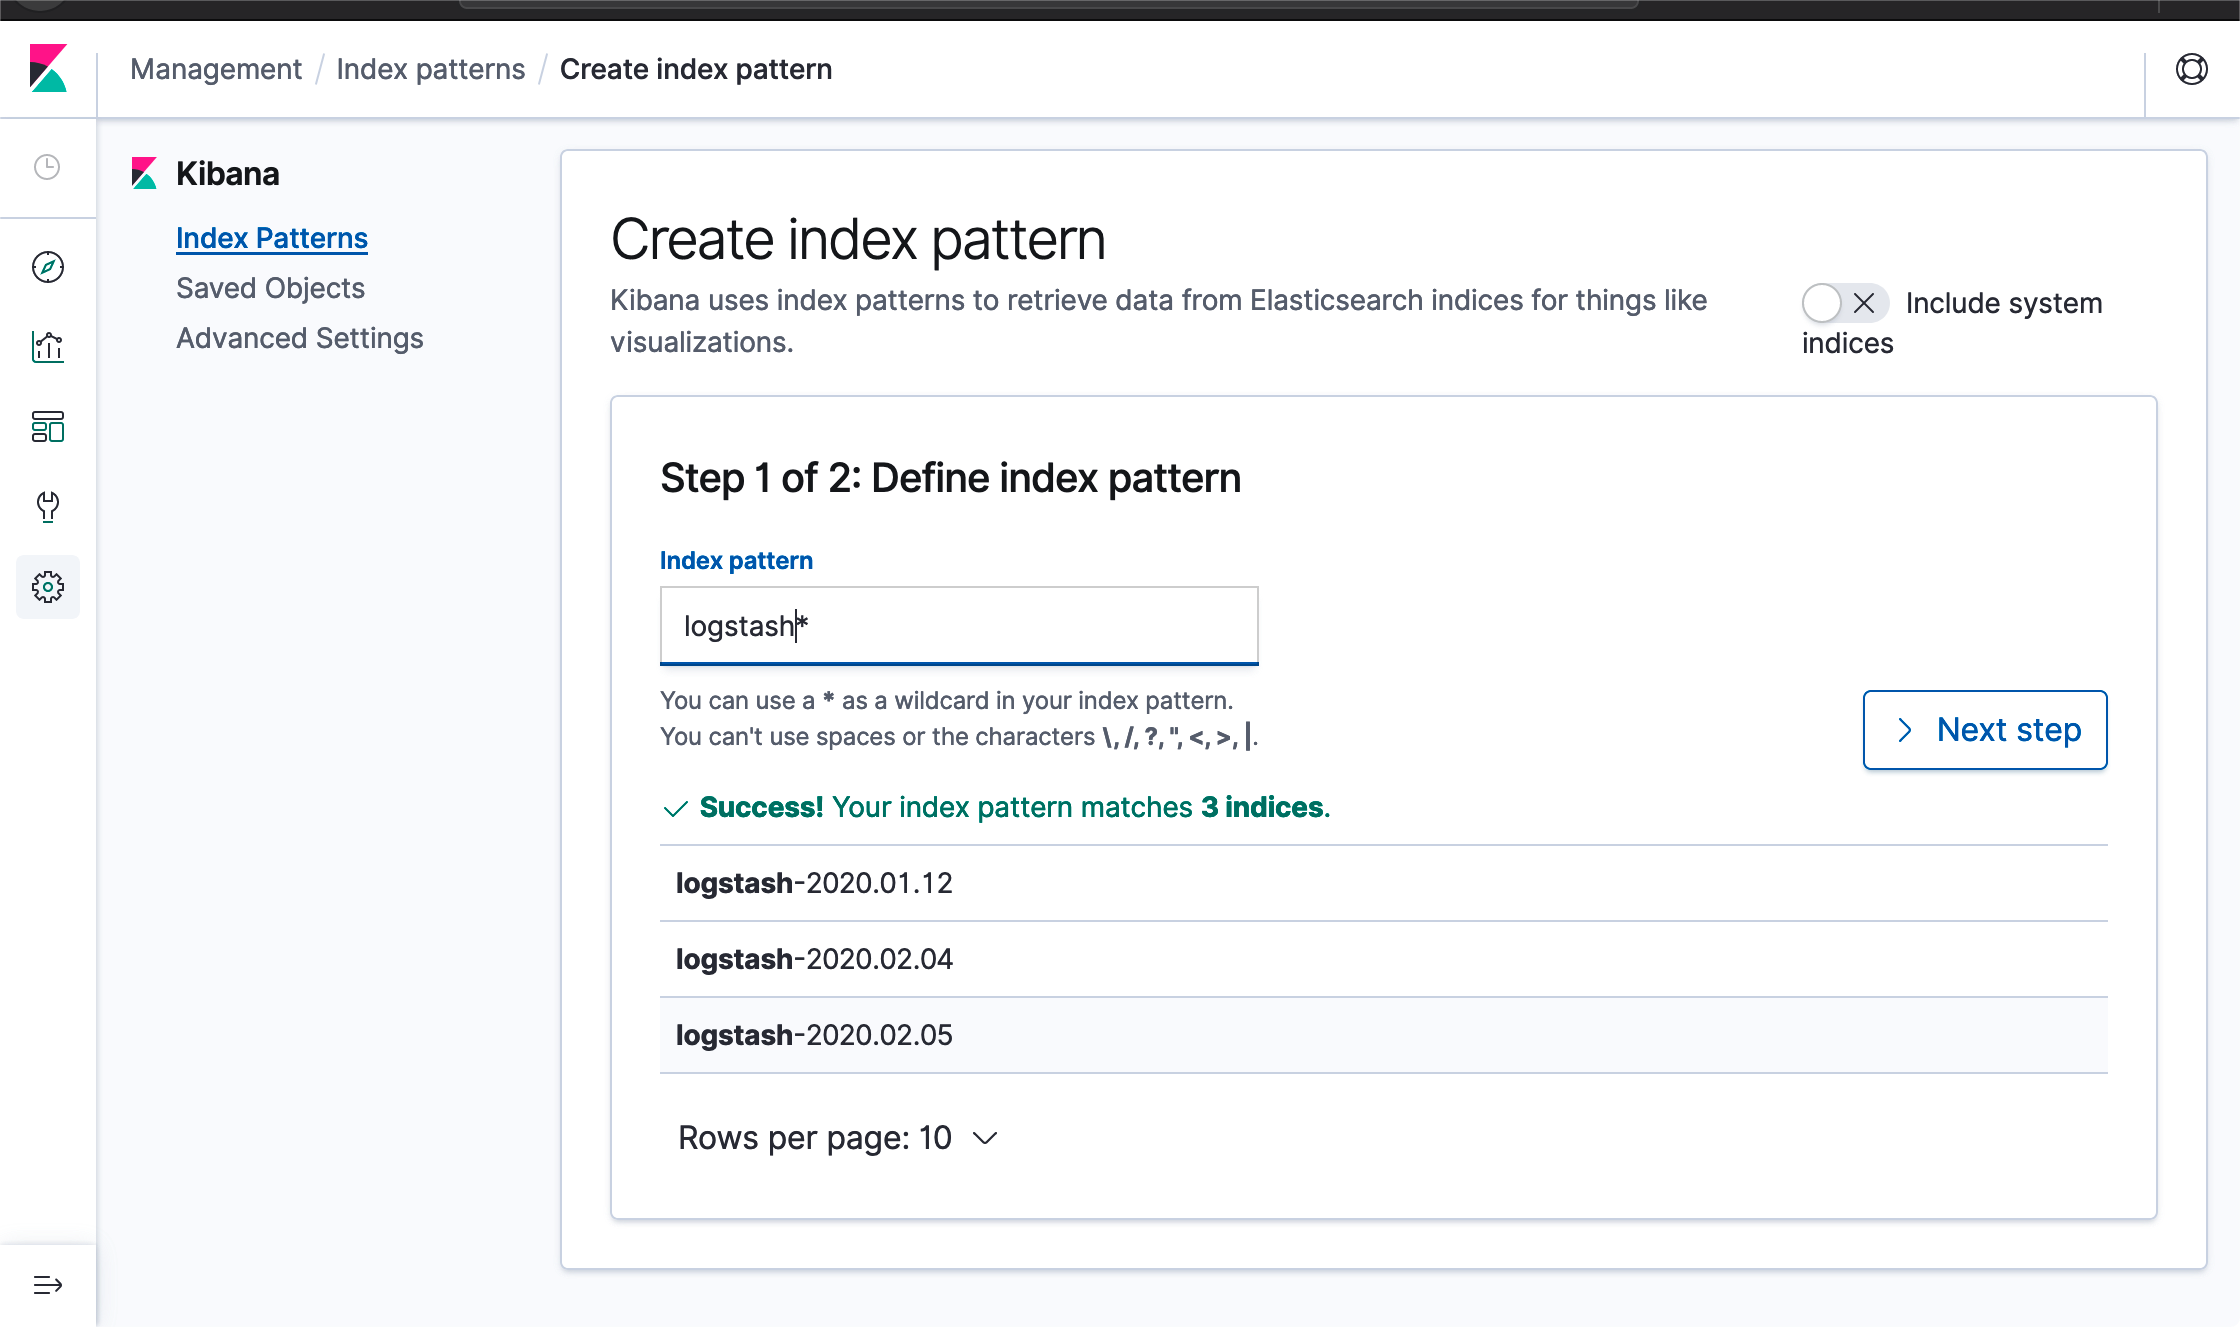 Management / Index patterns / Create index pattern
Kibana
Index Patterns
Saved Objects
Advanced Settings
Create index pattern
Kibana uses index patterns to retrieve data from Elasticsearch indices for things like
visualizations.
Include system
indices
Step 1 of 2: Define index pattern
Index pattern
logstash*
You can use a * as a wildcard in your index pattern.
You can't use spaces or the characters \, /, ?, ", <, >, |.
Next step
Success! Your index pattern matches 3 indices.
logstash-2020.01.12
logstash-2020.02.04
logstash-2020.02.05
Rows per page: 10